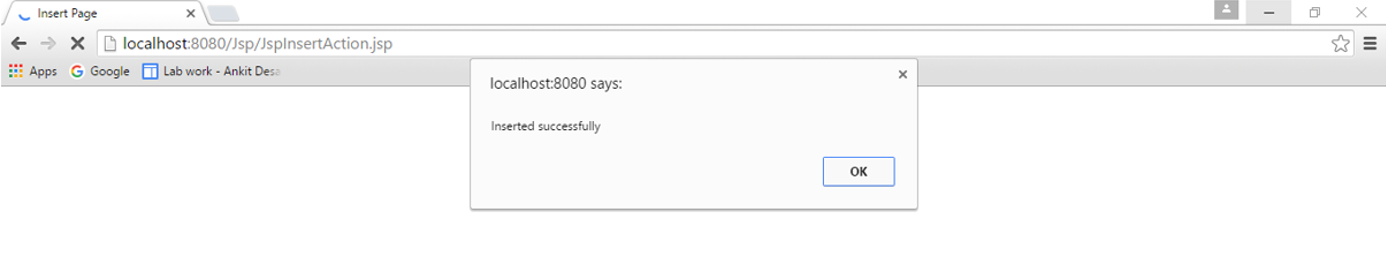 Insert Page
localhost:8080/Jsp/JspInsertAction.jsp
Apps Google Lab work - Ankit Desa
localhost:8080 says:
Inserted successfully
OK